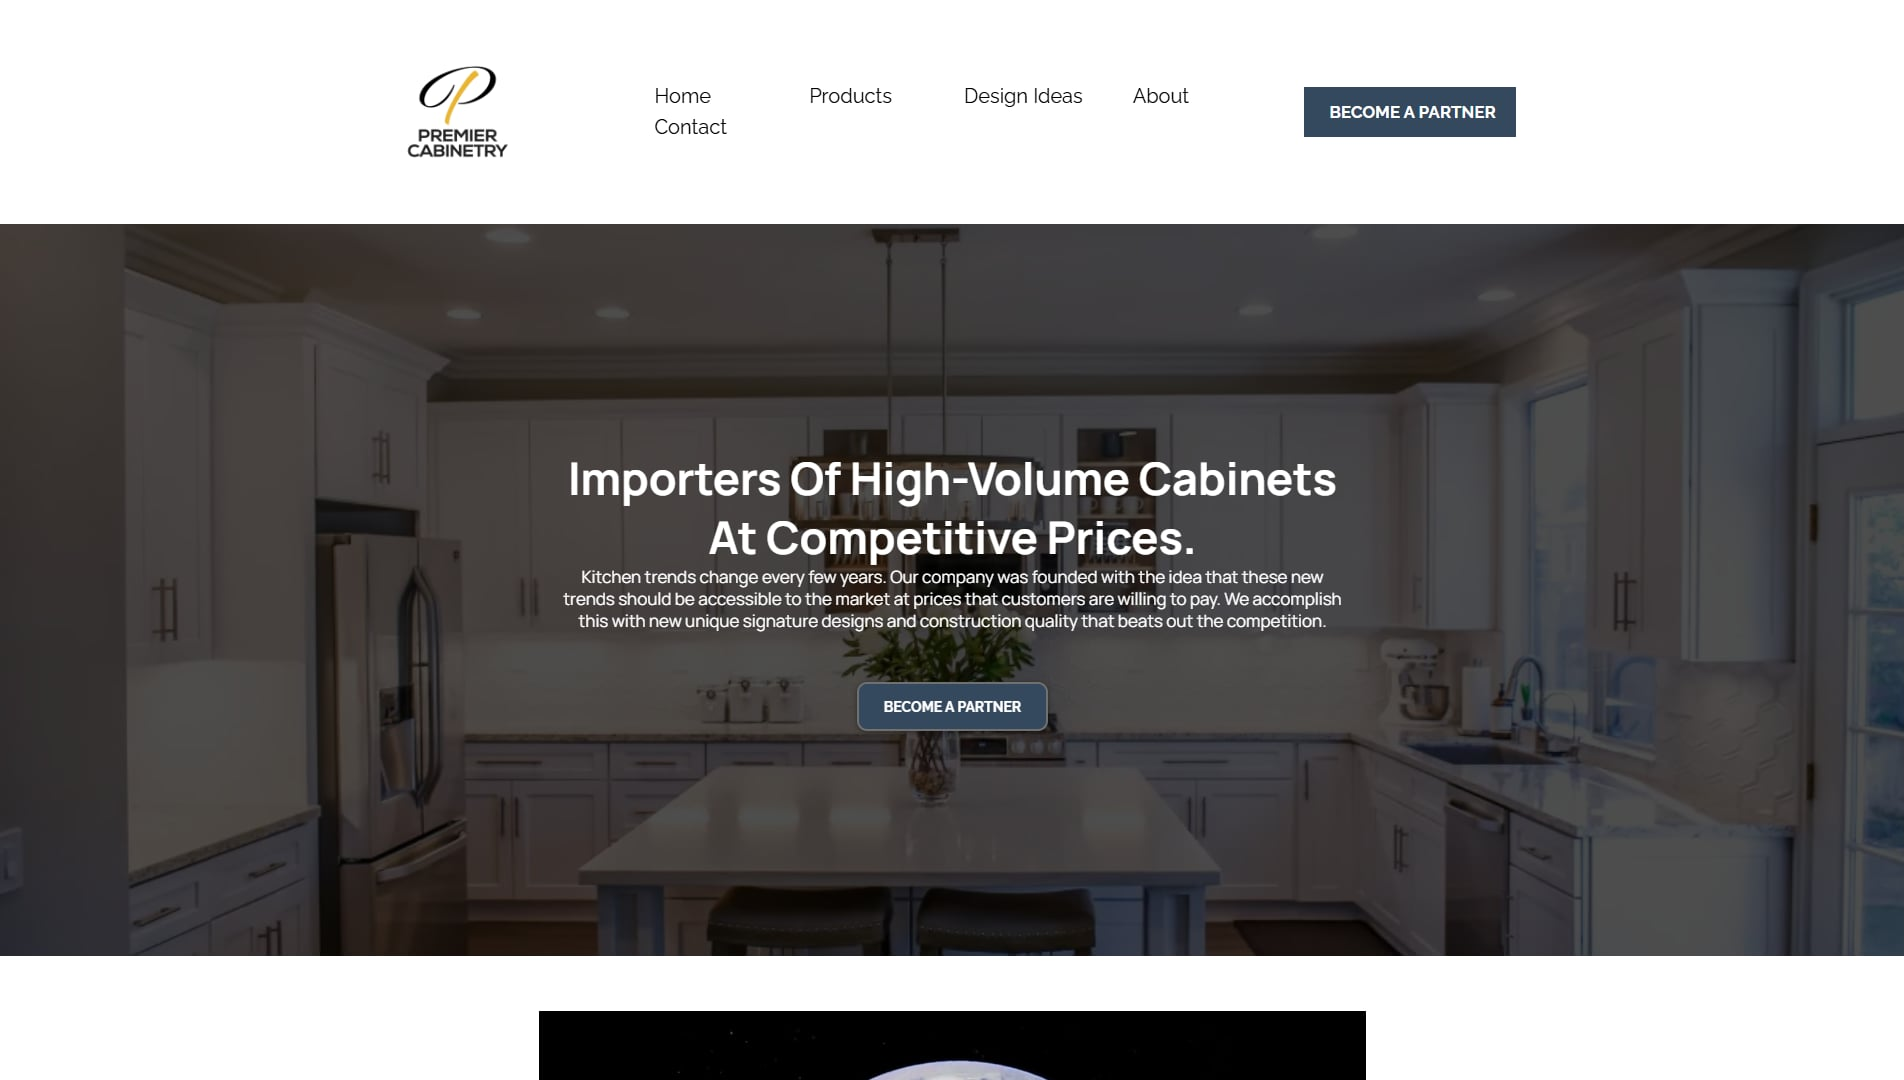 PREMIER
CABINETRY
Home
Products
Design Ideas
About
Contact
BECOME A PARTNER
Importers Of High-Volume Cabinets
At Competitive Prices.
Kitchen trends change every few years. Our company was founded with the idea that these new
trends should be accessible to the market at prices that customers are willing to pay. We accomplish
this with new unique signature designs and construction quality that beats out the competition.
BECOME A PARTNER